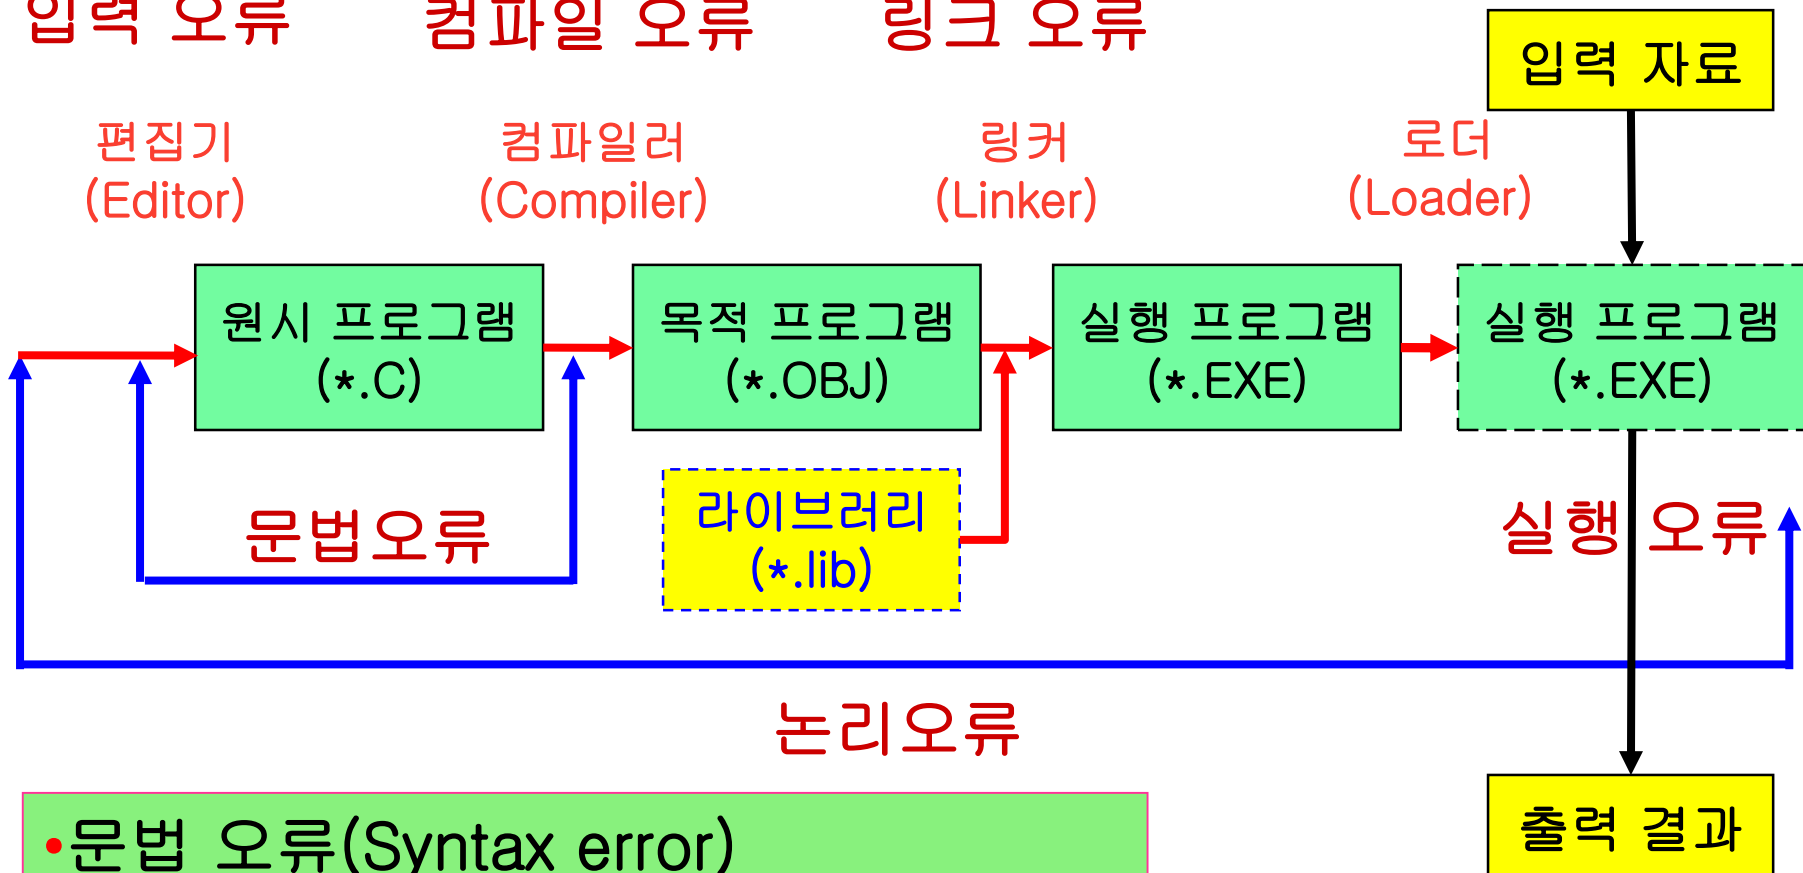 입력 오류
컴파일 오류
링크 오류
입력 자료
편집기
(Editor)
컴파일러
(Compiler)
링커
(Linker)
로더
(Loader)
원시 프로그램
(*.C)
목적 프로그램
(*.OBJ)
실행 프로그램
(*.EXE)
실행 프로그램
(*.EXE)
문법오류
라이브러리
(*.lib)
실행 오류
논리오류
•문법 오류(Syntax error)
출력 결과